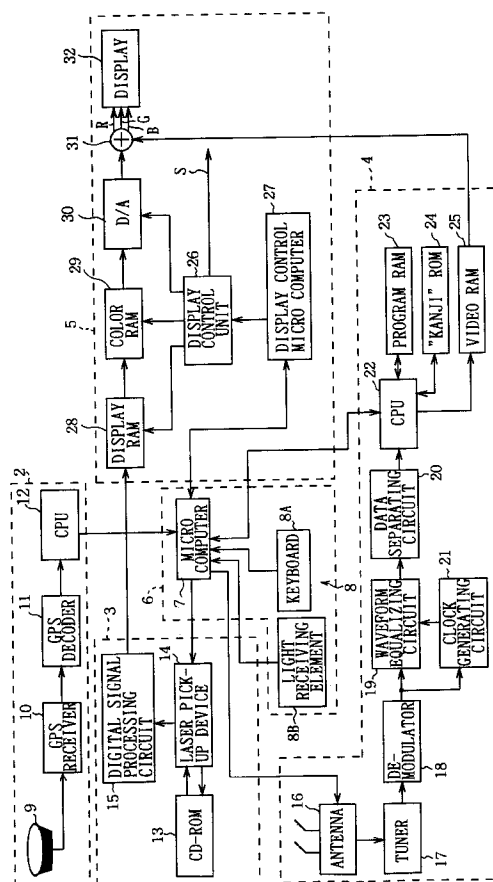 2
9
10
GPS
RECEIVER
11
GPS
DECODER
12
CPU
3
15
DIGITAL SIGNAL
PROCESSING
CIRCUIT
14
LASER PICK-
UP DEVICE
13
CD-ROM
6
7
MICRO
COMPUTER
8
8A
KEYBOARD
8B
LIGHT
RECEIVING
ELEMENT
5
28
DISPLAY
RAM
29
COLOR
RAM
30
D/A
31
R
G
B
32
DISPLAY
26
DISPLAY
CONTROL
UNIT
S
27
DISPLAY CONTROL
MICRO COMPUTER
4
16
ANTENNA
17
TUNER
18
DE-
MODULATOR
19
WAVEFORM
EQUALIZING
CIRCUIT
20
DATA
SEPARATING
CIRCUIT
21
CLOCK
GENERATING
CIRCUIT
22
CPU
23
PROGRAM RAM
24
"KANJI" ROM
25
VIDEO RAM